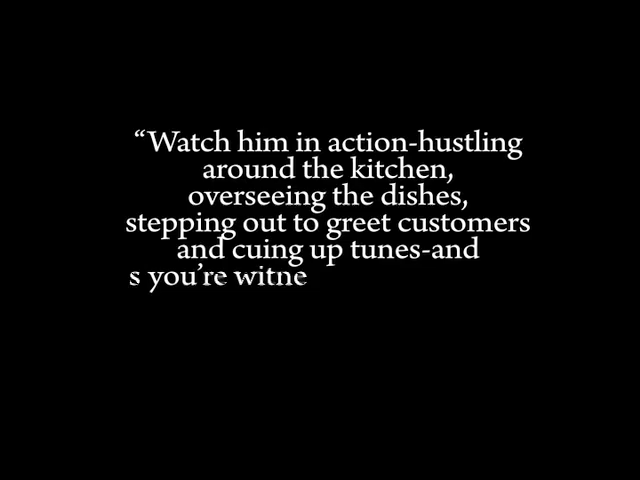 “Watch him in action-hustling
around the kitchen,
overseeing the dishes,
stepping out to greet customers
and cuing up tunes-and
s you’re witne